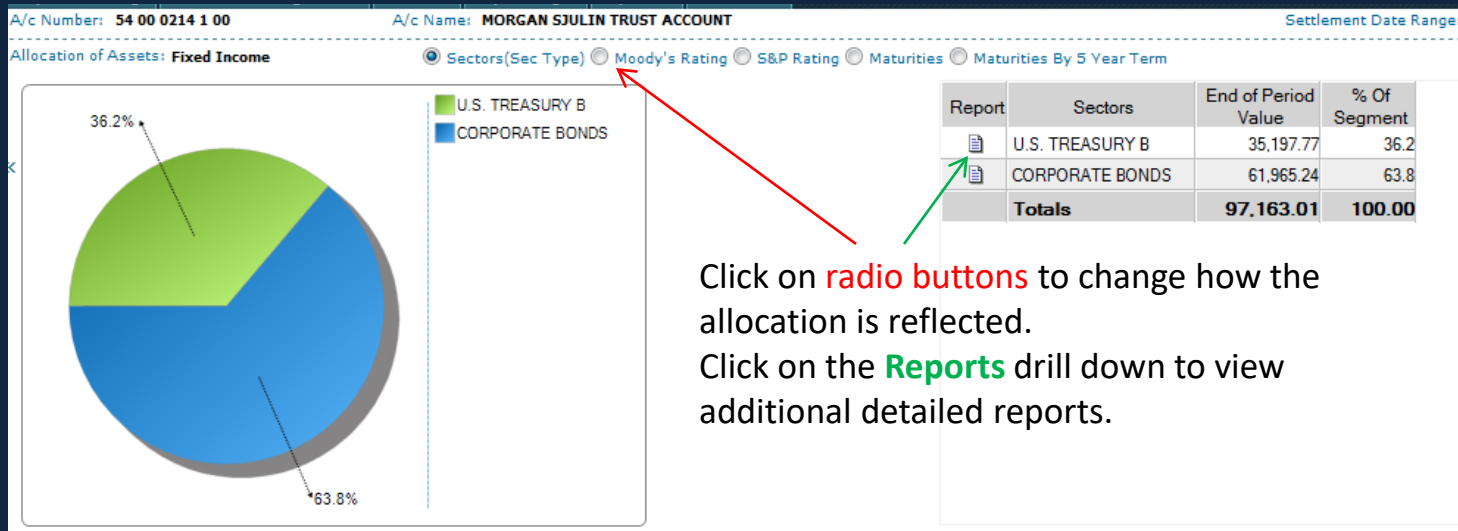 A/c Number: 54 00 0214 1 00 A/c Name: MORGAN SJULIN TRUST ACCOUNT Settlement Date Range:
Allocation of Assets: Fixed Income Sectors(Sec Type) Moody's Rating S&P Rating Maturities Maturities By 5 Year Term
36.2%
63.8%
U.S. TREASURY B
CORPORATE BONDS
Report Sectors End of Period Value % Of Segment
U.S. TREASURY B 35,197.77 36.2
CORPORATE BONDS 61,965.24 63.8
Totals 97,163.01 100.00
Click on radio buttons to change how the
allocation is reflected.
Click on the Reports drill down to view
additional detailed reports.